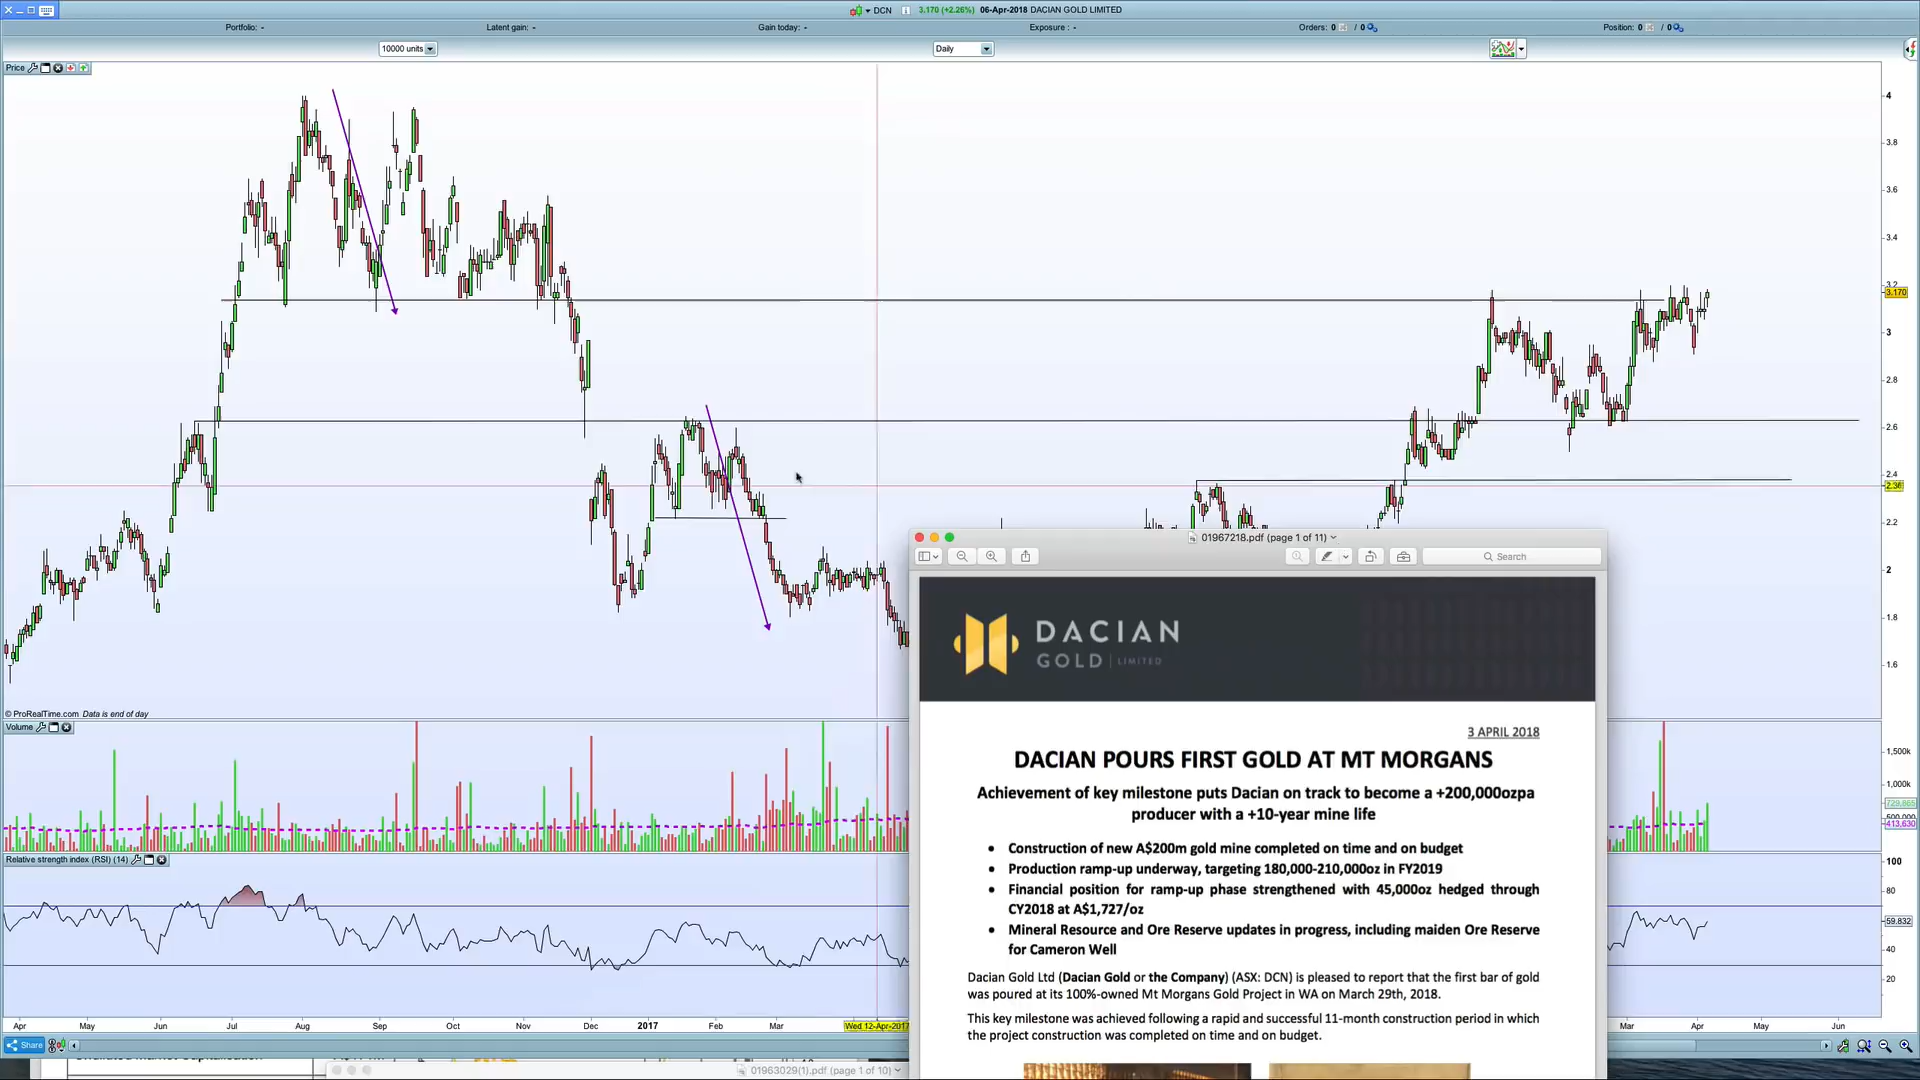 DCN 3.170 (+2.26%) 06-Apr-2018 DACIAN GOLD LIMITED
Portfolio: - Latent gain: - Gain today: - Exposure : - Orders: 0 / 0 Position: 0 / 0
10000 units Daily
Price
4
3.8
3.6
3.4
3.2
3.170
3
2.8
2.6
2.4
2.36
2.2
2
1.8
1.6
© ProRealTime.com Data is end of day
Volume
1,500k
1,000k
729,865
500,000
413,630
Relative strength index (RSI) (14)
100
80
59.832
40
20
Apr May Jun Jul Aug Sep Oct Nov Dec 2017 Feb Mar Wed 12-Apr-2017 Mar Apr May Jun
Share
01967218.pdf (page 1 of 11)
Search
DACIAN
GOLD | LIMITED
3 APRIL 2018
DACIAN POURS FIRST GOLD AT MT MORGANS
Achievement of key milestone puts Dacian on track to become a +200,000ozpa
producer with a +10-year mine life
• Construction of new A$200m gold mine completed on time and on budget
• Production ramp-up underway, targeting 180,000-210,000oz in FY2019
• Financial position for ramp-up phase strengthened with 45,000oz hedged through
CY2018 at A$1,727/oz
• Mineral Resource and Ore Reserve updates in progress, including maiden Ore Reserve
for Cameron Well
Dacian Gold Ltd (Dacian Gold or the Company) (ASX: DCN) is pleased to report that the first bar of gold
was poured at its 100%-owned Mt Morgans Gold Project in WA on March 29th, 2018.
This key milestone was achieved following a rapid and successful 11-month construction period in which
the project construction was completed on time and on budget.
01963029(1).pdf (page 1 of 10)